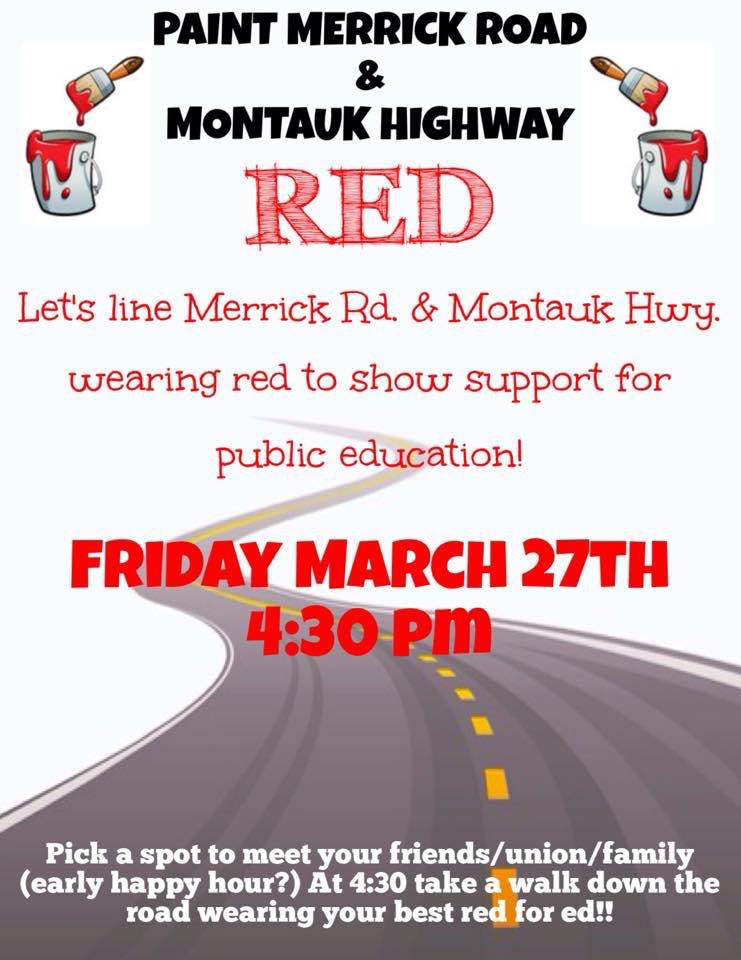 PAINT MERRICK ROAD
&
MONTAUK HIGHWAY
RED
Let's line Merrick Rd. & Montauk Hwy.
wearing red to show support for
public education!
FRIDAY MARCH 27TH
4:30 pm
Pick a spot to meet your friends/union/family
(early happy hour?) At 4:30 take a walk down the
road wearing your best red for ed!!